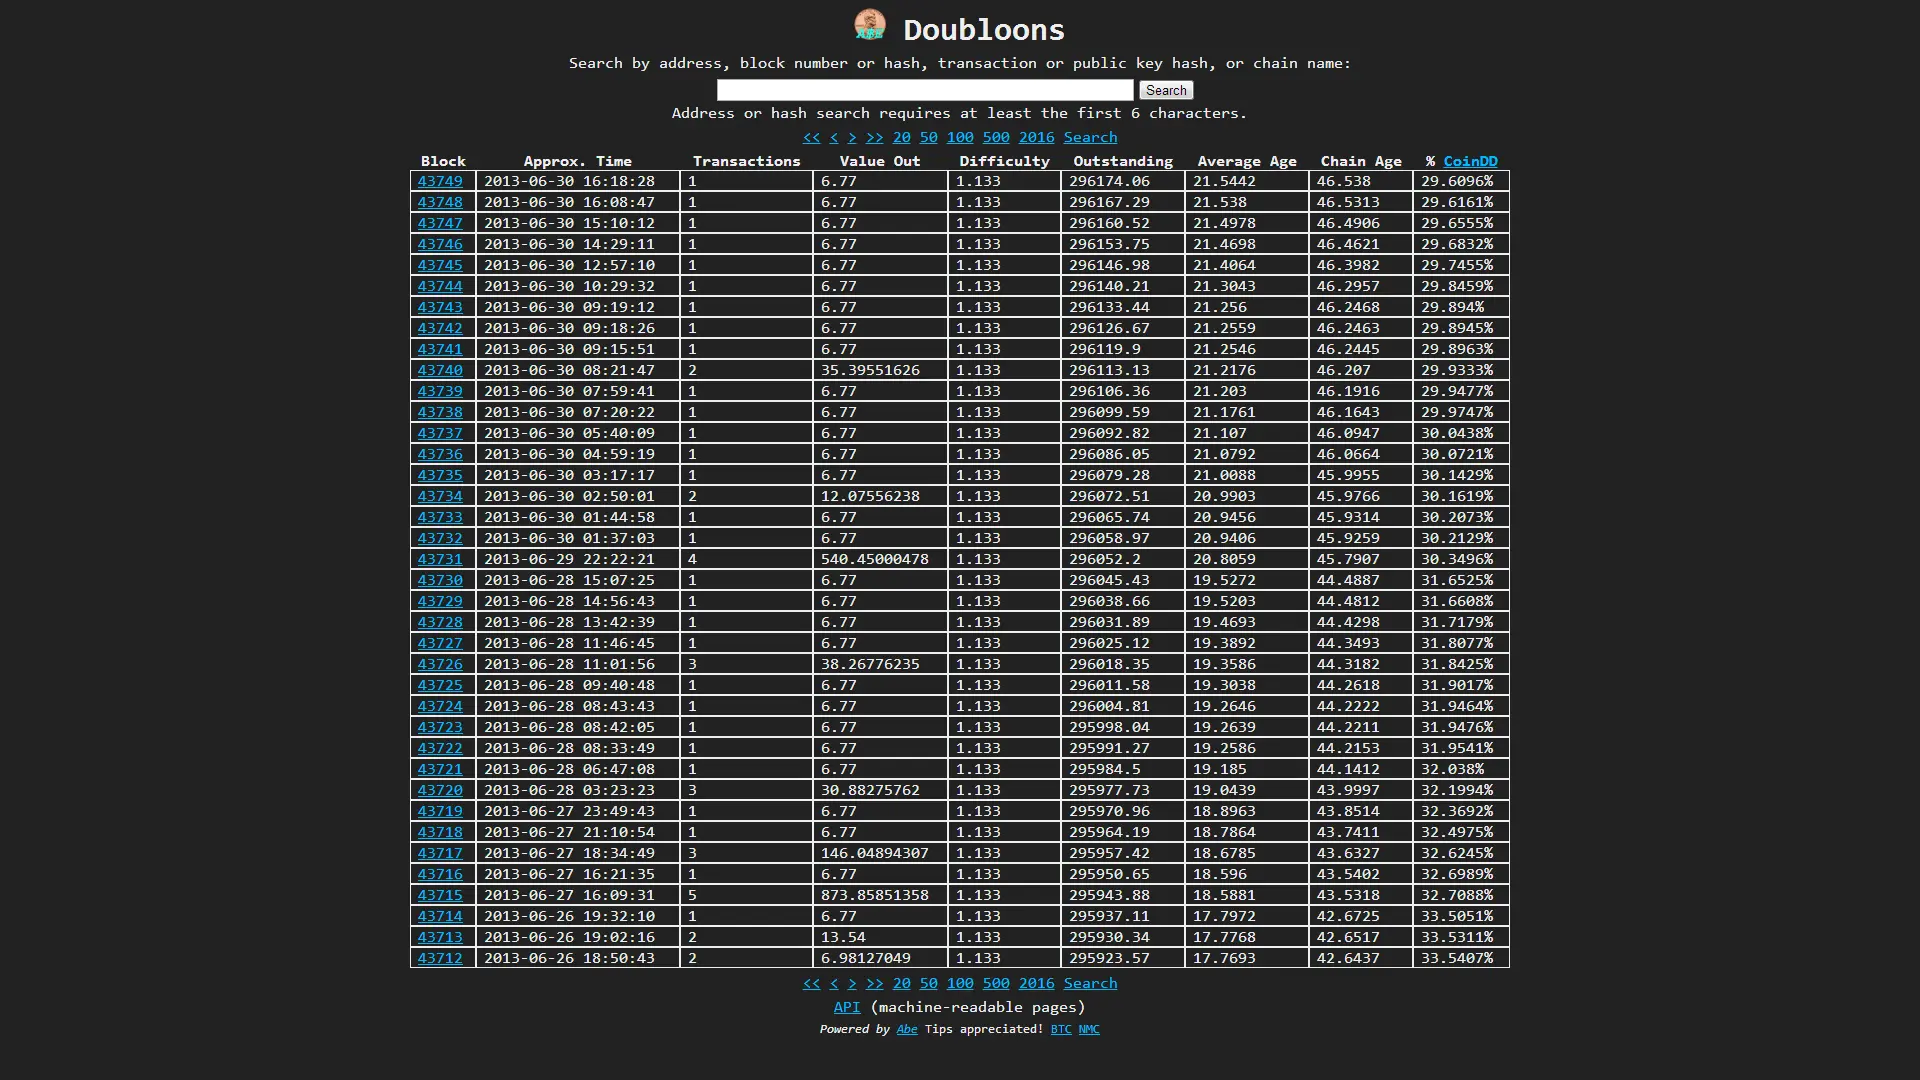 Doubloons
Search by address, block number or hash, transaction or public key hash, or chain name:
Search
Address or hash search requires at least the first 6 characters.
<< < > >> 20 50 100 500 2016 Search
Block Approx. Time Transactions Value Out Difficulty Outstanding Average Age Chain Age % CoinDD
43749 2013-06-30 16:18:28 1 6.77 1.133 296174.06 21.5442 46.538 29.6096%
43748 2013-06-30 16:08:47 1 6.77 1.133 296167.29 21.538 46.5313 29.6161%
43747 2013-06-30 15:10:12 1 6.77 1.133 296160.52 21.4978 46.4906 29.6555%
43746 2013-06-30 14:29:11 1 6.77 1.133 296153.75 21.4698 46.4621 29.6832%
43745 2013-06-30 12:57:10 1 6.77 1.133 296146.98 21.4064 46.3982 29.7455%
43744 2013-06-30 10:29:32 1 6.77 1.133 296140.21 21.3043 46.2957 29.8459%
43743 2013-06-30 09:19:12 1 6.77 1.133 296133.44 21.256 46.2468 29.894%
43742 2013-06-30 09:18:26 1 6.77 1.133 296126.67 21.2559 46.2463 29.8945%
43741 2013-06-30 09:15:51 1 6.77 1.133 296119.9 21.2546 46.2445 29.8963%
43740 2013-06-30 08:21:47 2 35.39551626 1.133 296113.13 21.2176 46.207 29.9333%
43739 2013-06-30 07:59:41 1 6.77 1.133 296106.36 21.203 46.1916 29.9477%
43738 2013-06-30 07:20:22 1 6.77 1.133 296099.59 21.1761 46.1643 29.9747%
43737 2013-06-30 05:40:09 1 6.77 1.133 296092.82 21.107 46.0947 30.0438%
43736 2013-06-30 04:59:19 1 6.77 1.133 296086.05 21.0792 46.0664 30.0721%
43735 2013-06-30 03:17:17 1 6.77 1.133 296079.28 21.0088 45.9955 30.1429%
43734 2013-06-30 02:50:01 2 12.07556238 1.133 296072.51 20.9903 45.9766 30.1619%
43733 2013-06-30 01:44:58 1 6.77 1.133 296065.74 20.9456 45.9314 30.2073%
43732 2013-06-30 01:37:03 1 6.77 1.133 296058.97 20.9406 45.9259 30.2129%
43731 2013-06-29 22:22:21 4 540.45000478 1.133 296052.2 20.8059 45.7907 30.3496%
43730 2013-06-28 15:07:25 1 6.77 1.133 296045.43 19.5272 44.4887 31.6525%
43729 2013-06-28 14:56:43 1 6.77 1.133 296038.66 19.5203 44.4812 31.6608%
43728 2013-06-28 13:42:39 1 6.77 1.133 296031.89 19.4693 44.4298 31.7179%
43727 2013-06-28 11:46:45 1 6.77 1.133 296025.12 19.3892 44.3493 31.8077%
43726 2013-06-28 11:01:56 3 38.26776235 1.133 296018.35 19.3586 44.3182 31.8425%
43725 2013-06-28 09:40:48 1 6.77 1.133 296011.58 19.3038 44.2618 31.9017%
43724 2013-06-28 08:43:43 1 6.77 1.133 296004.81 19.2646 44.2222 31.9464%
43723 2013-06-28 08:42:05 1 6.77 1.133 295998.04 19.2639 44.2211 31.9476%
43722 2013-06-28 08:33:49 1 6.77 1.133 295991.27 19.2586 44.2153 31.9541%
43721 2013-06-28 06:47:08 1 6.77 1.133 295984.5 19.185 44.1412 32.038%
43720 2013-06-28 03:23:23 3 30.88275762 1.133 295977.73 19.0439 43.9997 32.1994%
43719 2013-06-27 23:49:43 1 6.77 1.133 295970.96 18.8963 43.8514 32.3692%
43718 2013-06-27 21:10:54 1 6.77 1.133 295964.19 18.7864 43.7411 32.4975%
43717 2013-06-27 18:34:49 3 146.04894307 1.133 295957.42 18.6785 43.6327 32.6245%
43716 2013-06-27 16:21:35 1 6.77 1.133 295950.65 18.596 43.5402 32.6989%
43715 2013-06-27 16:09:31 5 873.85851358 1.133 295943.88 18.5881 43.5318 32.7088%
43714 2013-06-26 19:32:10 1 6.77 1.133 295937.11 17.7972 42.6725 33.5051%
43713 2013-06-26 19:02:16 2 13.54 1.133 295930.34 17.7768 42.6517 33.5311%
43712 2013-06-26 18:50:43 2 6.98127049 1.133 295923.57 17.7693 42.6437 33.5407%
<< < > >> 20 50 100 500 2016 Search
API (machine-readable pages)
Powered by Abe Tips appreciated! BTC NMC